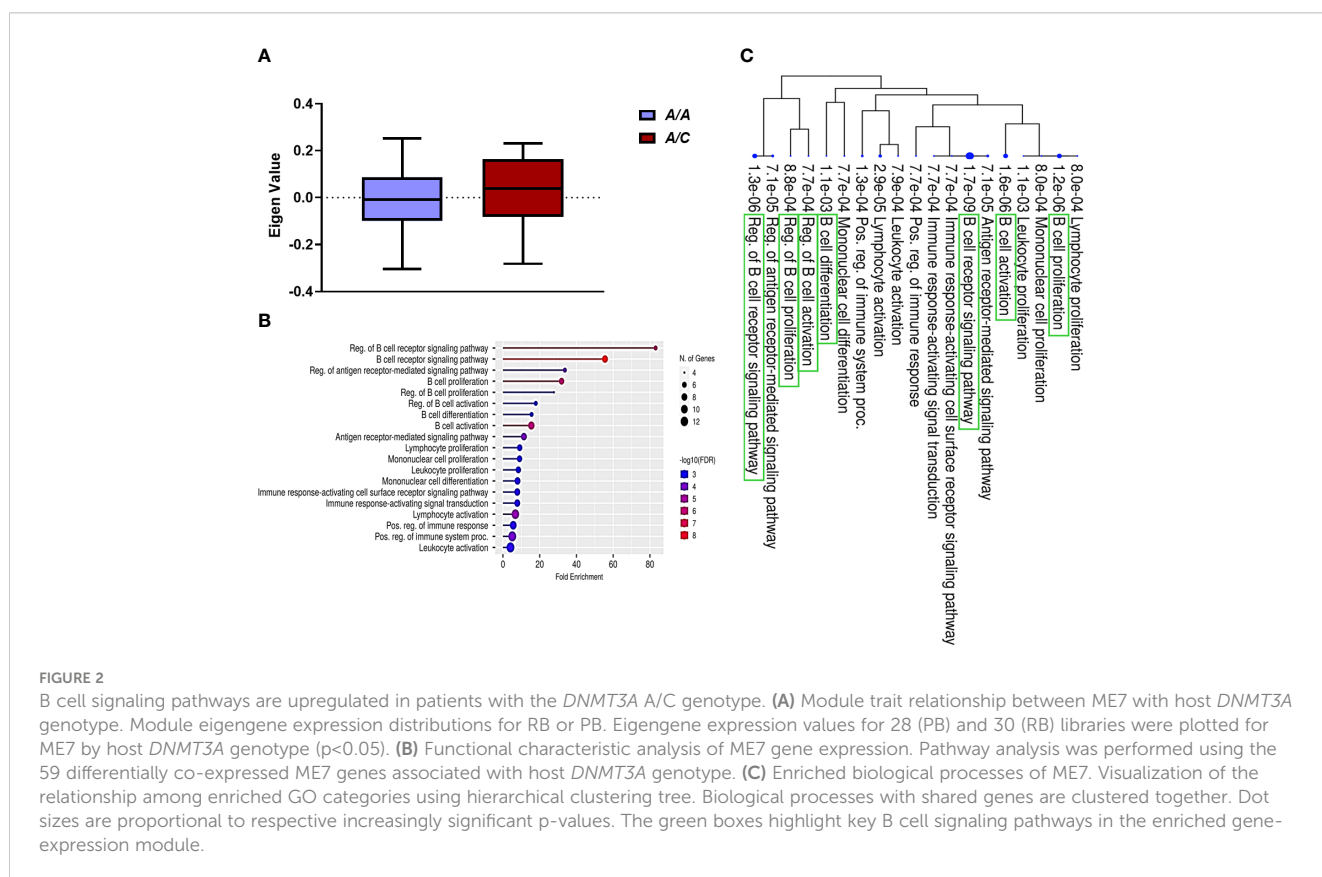 A
0.4
0.2
0.0
-0.2
-0.4
Eigen Value
A/A
A/C
B
Reg. of B cell receptor signaling pathway
B cell receptor signaling pathway
Reg. of antigen receptor-mediated signaling pathway
B cell proliferation
Reg. of B cell proliferation
Reg. of B cell activation
B cell differentiation
B cell activation
Antigen receptor-mediated signaling pathway
Lymphocyte proliferation
Mononuclear cell proliferation
Leukocyte proliferation
Mononuclear cell differentiation
Immune response-activating cell surface receptor signaling pathway
Immune response-activating signal transduction
Lymphocyte activation
Pos. reg. of immune response
Pos. reg. of immune system proc.
Leukocyte activation
0 20 40 60 80
Fold Enrichment
N. of Genes
4
6
8
10
12
-log10(FDR)
3
4
5
6
7
8
C
1.3e-06 Reg. of B cell receptor signaling pathway
7.1e-05 Reg. of antigen receptor-mediated signaling pathway
8.8e-04 Reg. of B cell proliferation
7.7e-04 Reg. of B cell activation
1.1e-03 B cell differentiation
7.7e-04 Mononuclear cell differentiation
1.3e-04 Pos. reg. of immune system proc.
2.9e-05 Lymphocyte activation
7.9e-04 Leukocyte activation
7.7e-04 Pos. reg. of immune response
7.7e-04 Immune response-activating signal transduction
7.7e-04 Immune response-activating cell surface receptor signaling pathway
1.7e-09 B cell receptor signaling pathway
7.1e-05 Antigen receptor-mediated signaling pathway
1.6e-06 B cell activation
1.1e-03 Leukocyte proliferation
8.0e-04 Mononuclear cell proliferation
1.2e-06 B cell proliferation
8.0e-04 Lymphocyte proliferation
FIGURE 2
B cell signaling pathways are upregulated in patients with the DNMT3A A/C genotype. (A) Module trait relationship between ME7 with host DNMT3A
genotype. Module eigengene expression distributions for RB or PB. Eigengene expression values for 28 (PB) and 30 (RB) libraries were plotted for
ME7 by host DNMT3A genotype (p<0.05). (B) Functional characteristic analysis of ME7 gene expression. Pathway analysis was performed using the
59 differentially co-expressed ME7 genes associated with host DNMT3A genotype. (C) Enriched biological processes of ME7. Visualization of the
relationship among enriched GO categories using hierarchical clustering tree. Biological processes with shared genes are clustered together. Dot
sizes are proportional to respective increasingly significant p-values. The green boxes highlight key B cell signaling pathways in the enriched gene-
expression module.